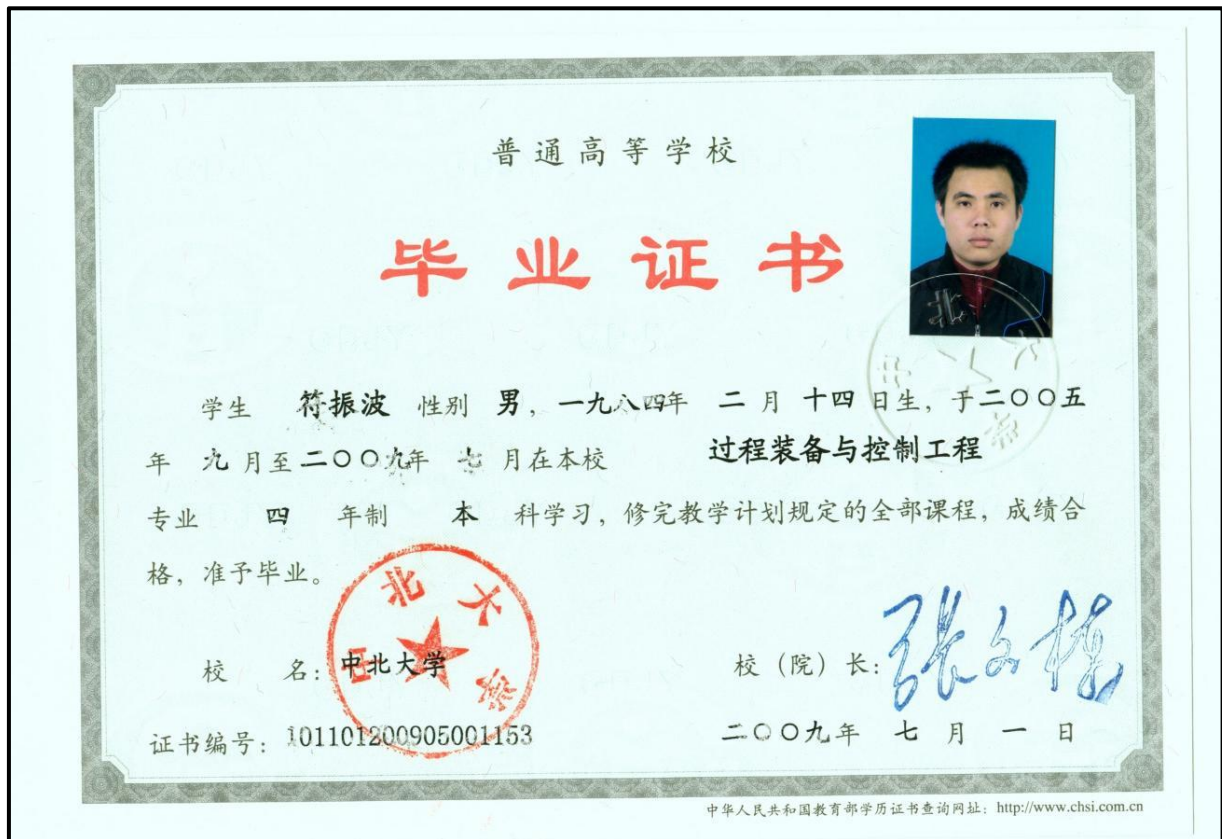 普通高等学校
毕业证书
学生 符振波 性别 男，一九八四年 二 月 十四 日生，于二〇〇五
年 九 月至二〇〇九年 七 月在本校 过程装备与控制工程
专业 四 年制 本 科学习，修完教学计划规定的全部课程，成绩合
格，准予毕业。
中北大学
校 名：中北大学
校（院）长：张文栋
证书编号：101101200905001153
二〇〇九年 七 月 一 日
中华人民共和国教育部学历证书查询网址：http://www.chsi.com.cn